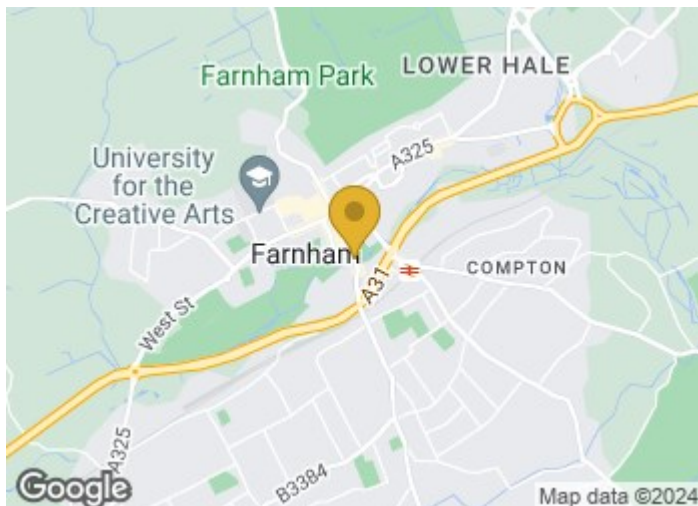 Farnham Park
LOWER HALE
A325
University
for the
Creative Arts
Farnham
COMPTON
A31
West St
A325
B3384
Google
Map data ©2024